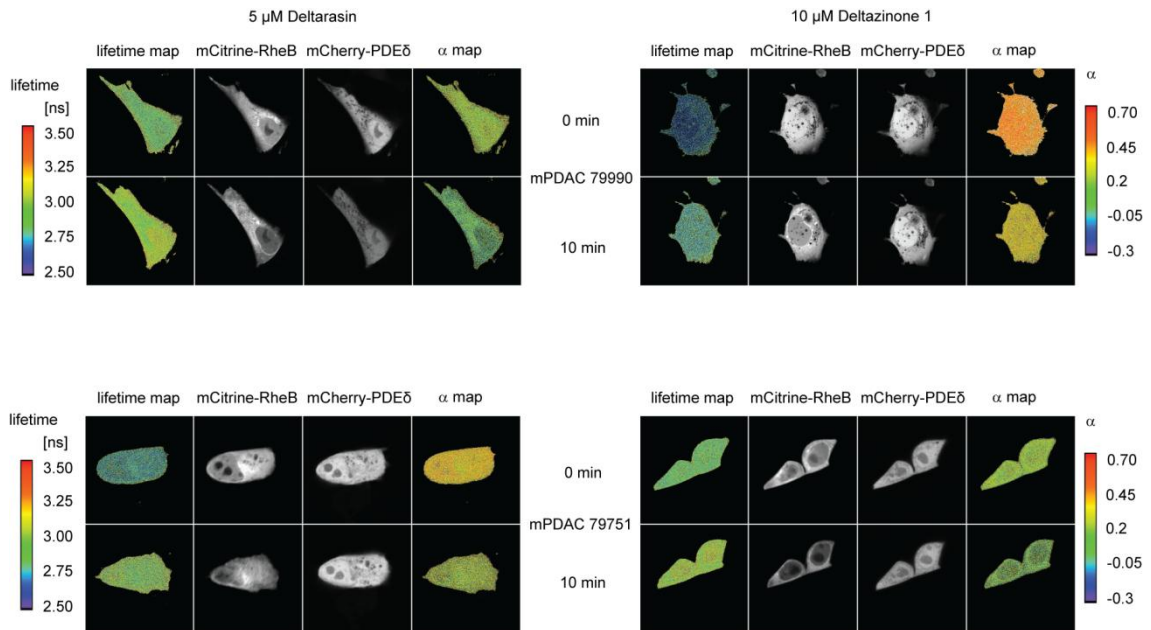 5 µM Deltarasin
10 µM Deltazinone 1
lifetime map mCitrine-RheB mCherry-PDEδ α map
lifetime map mCitrine-RheB mCherry-PDEδ α map
lifetime
[ns]
3.50
3.25
3.00
2.75
2.50
0 min
mPDAC 79990
10 min
α
0.70
0.45
0.2
-0.05
-0.3
lifetime map mCitrine-RheB mCherry-PDEδ α map
lifetime map mCitrine-RheB mCherry-PDEδ α map
lifetime
[ns]
3.50
3.25
3.00
2.75
2.50
0 min
mPDAC 79751
10 min
α
0.70
0.45
0.2
-0.05
-0.3